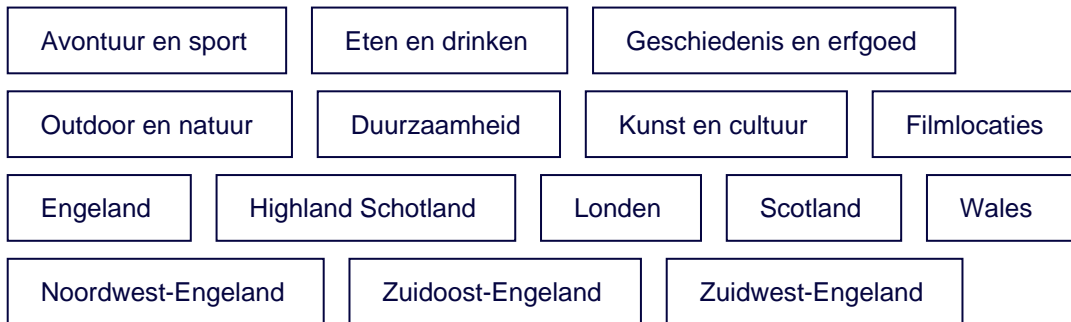 Avontuur en sport Eten en drinken Geschiedenis en erfgoed
Outdoor en natuur Duurzaamheid Kunst en cultuur Filmlocaties
Engeland Highland Schotland Londen Scotland Wales
Noordwest-Engeland Zuidoost-Engeland Zuidwest-Engeland